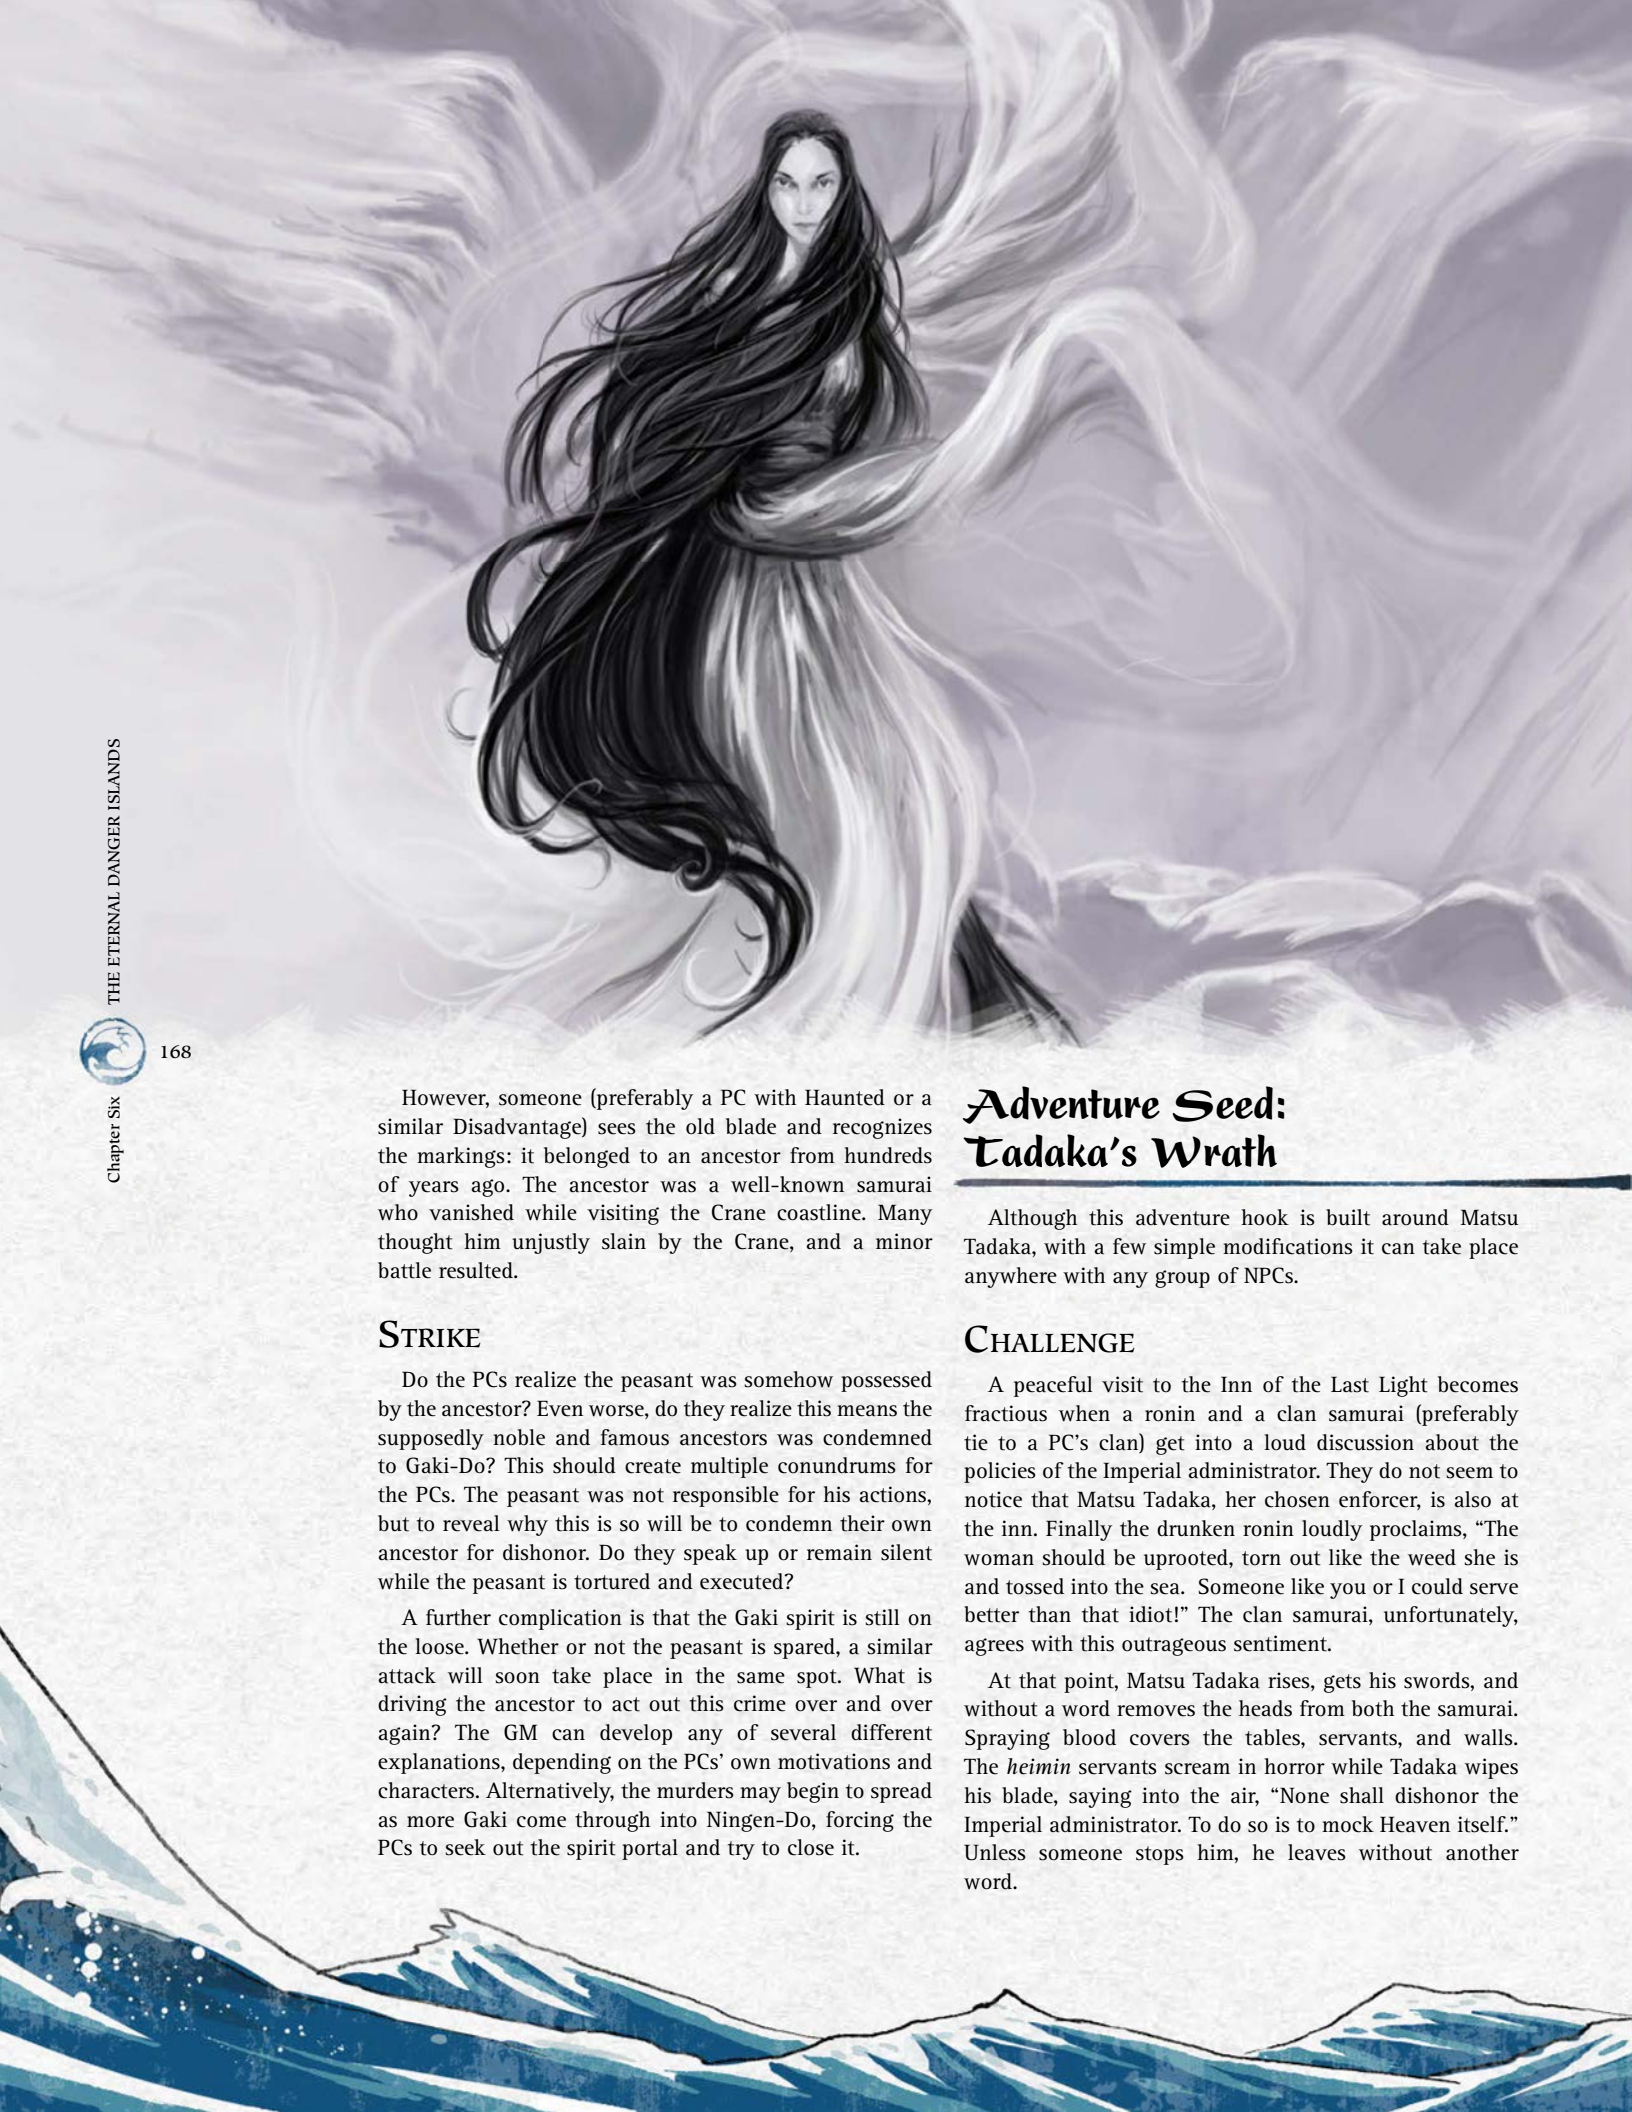 THE ETERNAL DANGER ISLANDS
168
Chapter Six
However, someone (preferably a PC with Haunted or a
similar Disadvantage) sees the old blade and recognizes
the markings: it belonged to an ancestor from hundreds
of years ago. The ancestor was a well-known samurai
who vanished while visiting the Crane coastline. Many
thought him unjustly slain by the Crane, and a minor
battle resulted.
STRIKE
Do the PCs realize the peasant was somehow possessed
by the ancestor? Even worse, do they realize this means the
supposedly noble and famous ancestors was condemned
to Gaki-Do? This should create multiple conundrums for
the PCs. The peasant was not responsible for his actions,
but to reveal why this is so will be to condemn their own
ancestor for dishonor. Do they speak up or remain silent
while the peasant is tortured and executed?
A further complication is that the Gaki spirit is still on
the loose. Whether or not the peasant is spared, a similar
attack will soon take place in the same spot. What is
driving the ancestor to act out this crime over and over
again? The GM can develop any of several different
explanations, depending on the PCs' own motivations and
characters. Alternatively, the murders may begin to spread
as more Gaki come through into Ningen-Do, forcing the
PCs to seek out the spirit portal and try to close it.
Adventure Seed:
Tadaka's Wrath
Although this adventure hook is built around Matsu
Tadaka, with a few simple modifications it can take place
anywhere with any group of NPCs.
CHALLENGE
A peaceful visit to the Inn of the Last Light becomes
fractious when a ronin and a clan samurai (preferably
tie to a PC's clan) get into a loud discussion about the
policies of the Imperial administrator. They do not seem to
notice that Matsu Tadaka, her chosen enforcer, is also at
the inn. Finally the drunken ronin loudly proclaims, “The
woman should be uprooted, torn out like the weed she is
and tossed into the sea. Someone like you or I could serve
better than that idiot!” The clan samurai, unfortunately,
agrees with this outrageous sentiment.
At that point, Matsu Tadaka rises, gets his swords, and
without a word removes the heads from both the samurai.
Spraying blood covers the tables, servants, and walls.
The heimin servants scream in horror while Tadaka wipes
his blade, saying into the air, “None shall dishonor the
Imperial administrator. To do so is to mock Heaven itself.”
Unless someone stops him, he leaves without another
word.